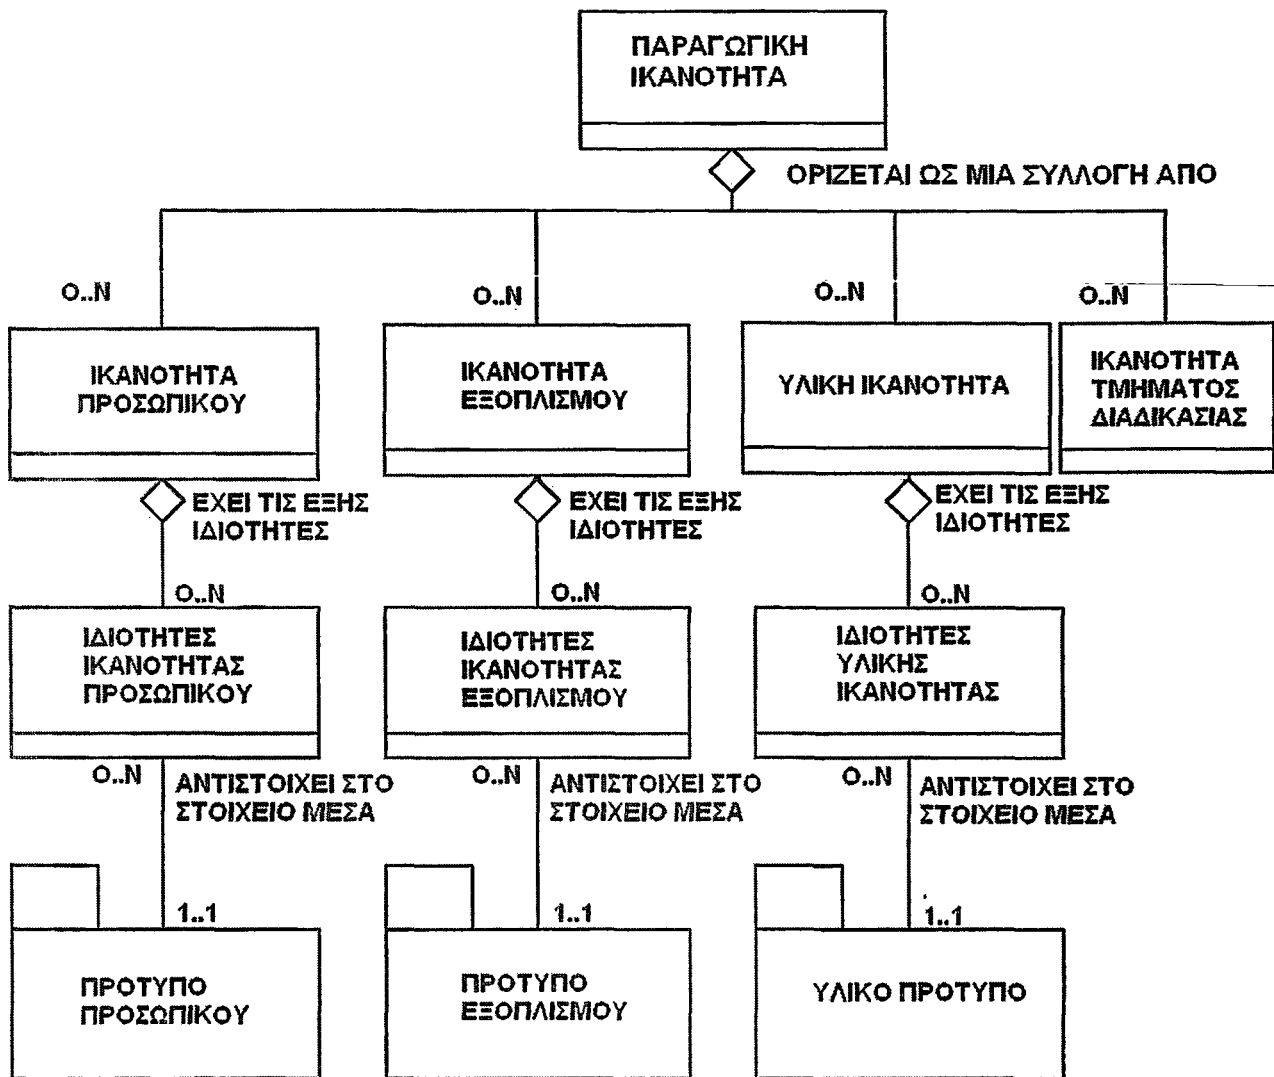 ΠΑΡΑΓΩΓΙΚΗ
ΙΚΑΝΟΤΗΤΑ
ΟΡΙΖΕΤΑΙ ΩΣ ΜΙΑ ΣΥΛΛΟΓΗ ΑΠΟ
Ο..Ν
Ο..Ν
Ο..Ν
Ο..Ν
ΙΚΑΝΟΤΗΤΑ
ΠΡΟΣΩΠΙΚΟΥ
ΙΚΑΝΟΤΗΤΑ
ΕΞΟΠΛΙΣΜΟΥ
ΥΛΙΚΗ ΙΚΑΝΟΤΗΤΑ
ΙΚΑΝΟΤΗΤΑ
ΤΜΗΜΑΤΟΣ
ΔΙΑΔΙΚΑΣΙΑΣ
ΕΧΕΙ ΤΙΣ ΕΞΗΣ
ΙΔΙΟΤΗΤΕΣ
ΕΧΕΙ ΤΙΣ ΕΞΗΣ
ΙΔΙΟΤΗΤΕΣ
ΕΧΕΙ ΤΙΣ ΕΞΗΣ
ΙΔΙΟΤΗΤΕΣ
Ο..Ν
Ο..Ν
Ο..Ν
ΙΔΙΟΤΗΤΕΣ
ΙΚΑΝΟΤΗΤΑΣ
ΠΡΟΣΩΠΙΚΟΥ
ΙΔΙΟΤΗΤΕΣ
ΙΚΑΝΟΤΗΤΑΣ
ΕΞΟΠΛΙΣΜΟΥ
ΙΔΙΟΤΗΤΕΣ
ΥΛΙΚΗΣ
ΙΚΑΝΟΤΗΤΑΣ
Ο..Ν
ΑΝΤΙΣΤΟΙΧΕΙ ΣΤΟ
ΣΤΟΙΧΕΙΟ ΜΕΣΑ
Ο..Ν
ΑΝΤΙΣΤΟΙΧΕΙ ΣΤΟ
ΣΤΟΙΧΕΙΟ ΜΕΣΑ
Ο..Ν
ΑΝΤΙΣΤΟΙΧΕΙ ΣΤΟ
ΣΤΟΙΧΕΙΟ ΜΕΣΑ
1..1
1..1
1..1
ΠΡΟΤΥΠΟ
ΠΡΟΣΩΠΙΚΟΥ
ΠΡΟΤΥΠΟ
ΕΞΟΠΛΙΣΜΟΥ
ΥΛΙΚΟ ΠΡΟΤΥΠΟ